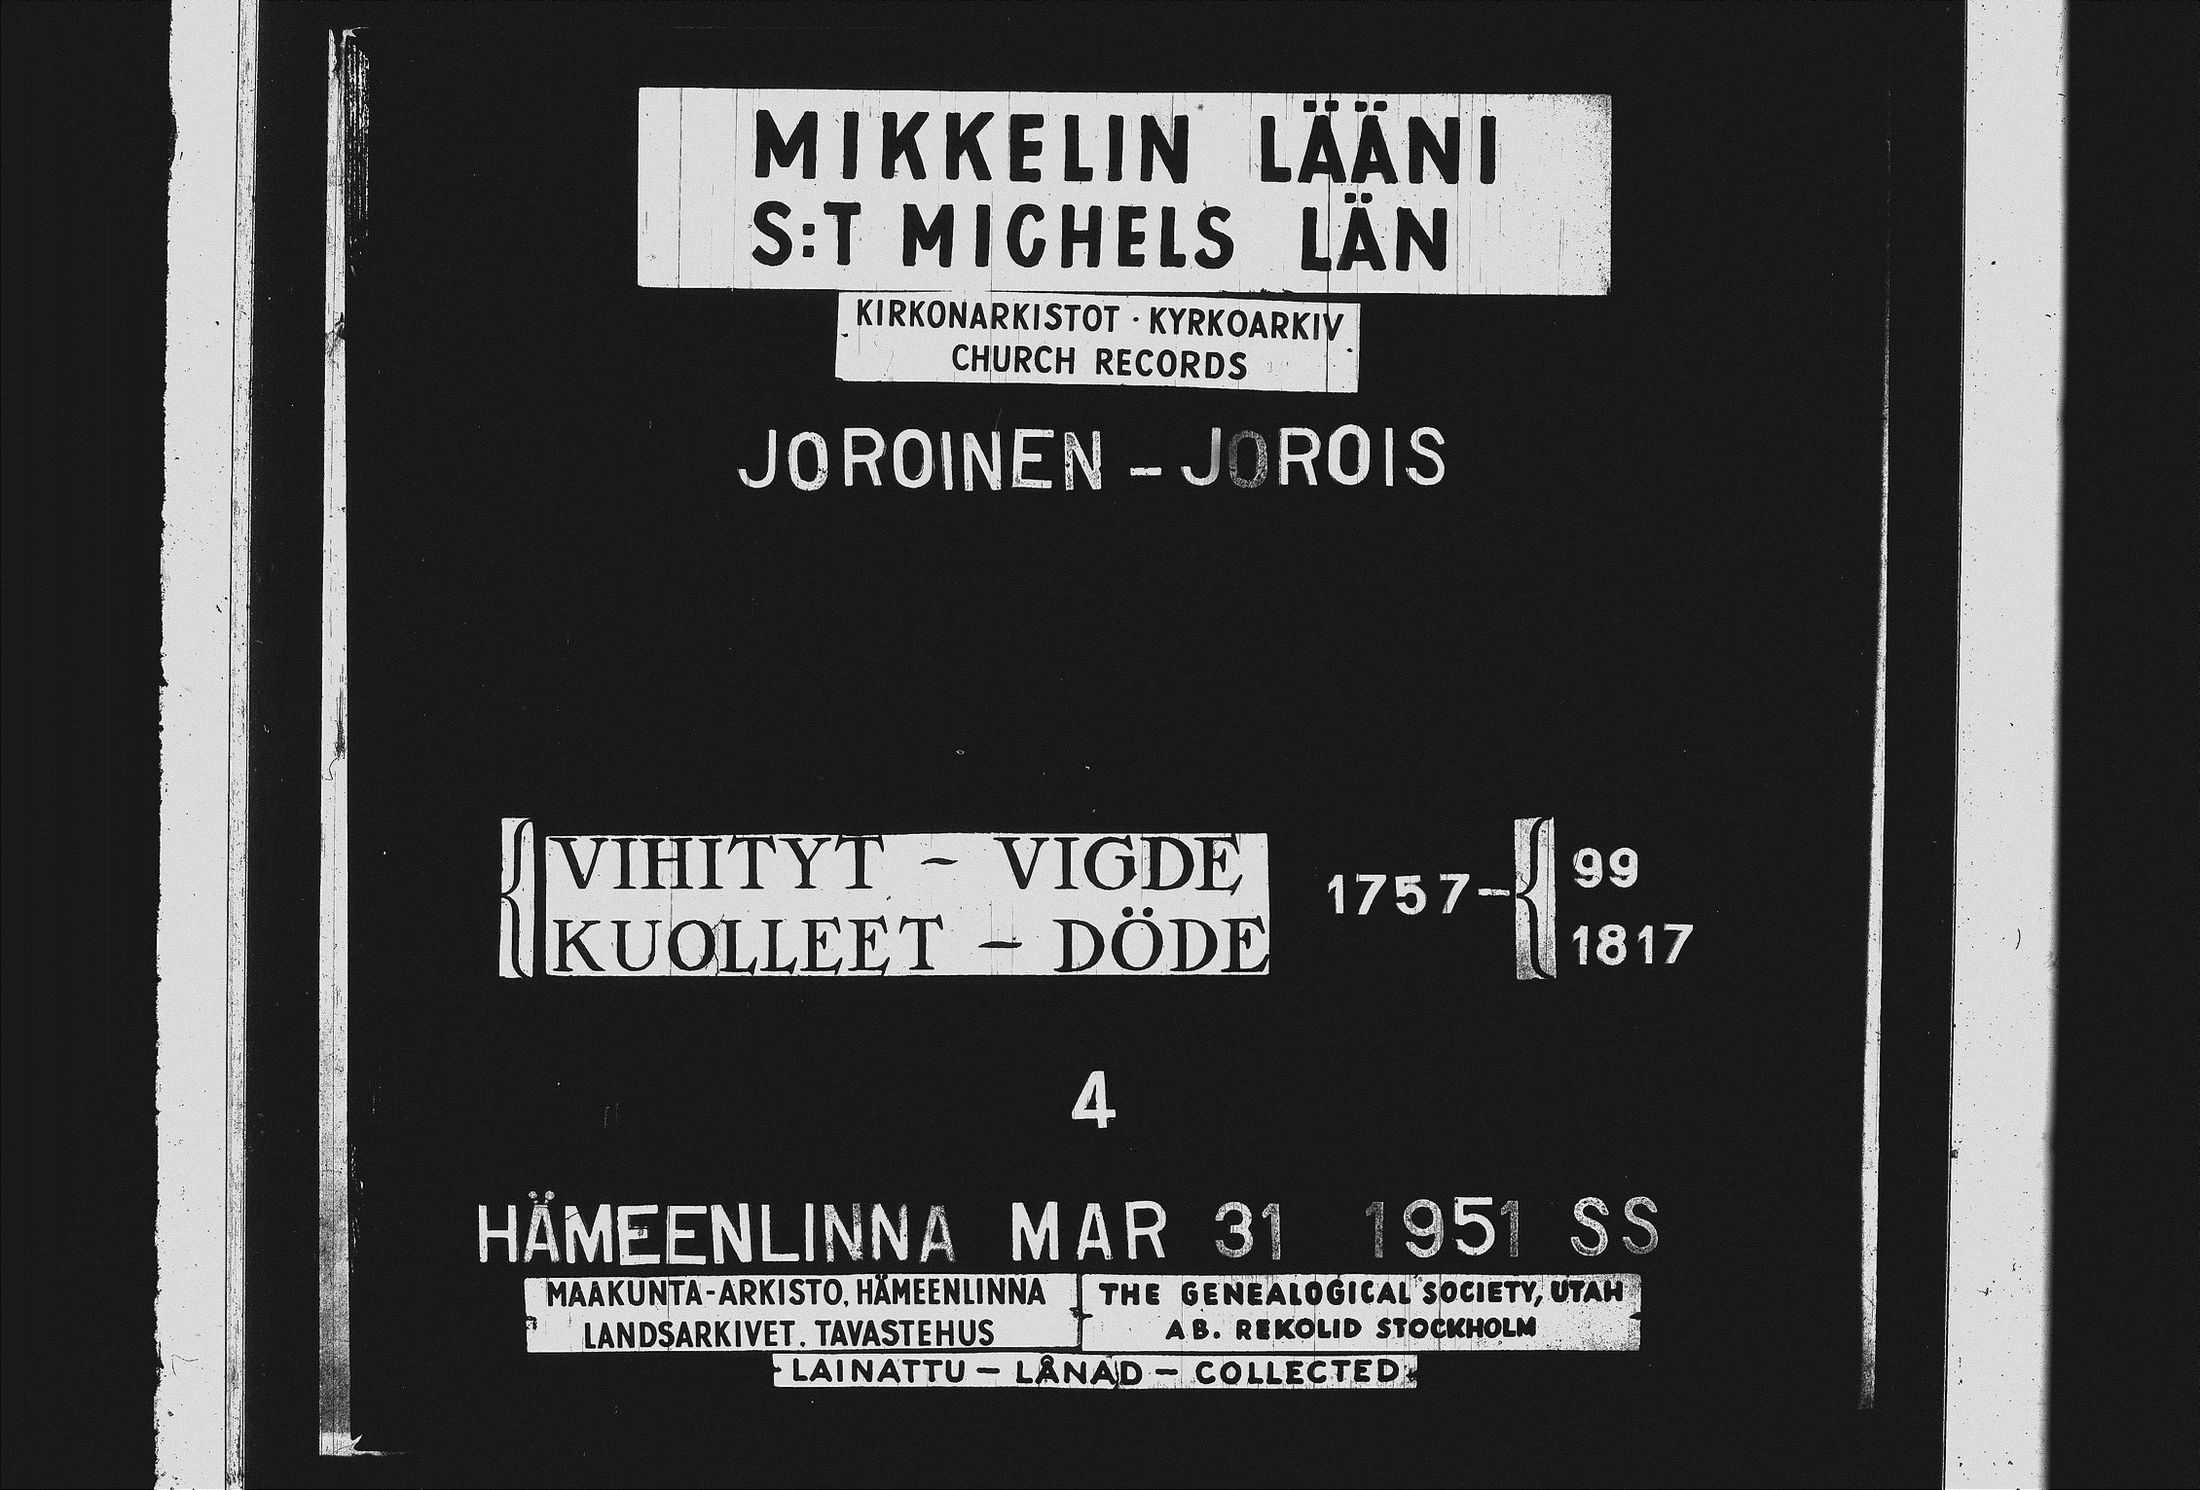 MIKKELIN LÄÄNI
S:T MICHELS LÄN
KIRKONARKISTOT · KYRKOARKIV
CHURCH RECORDS
JOROINEN – JOROIS
{ VIHITYT – VIGDE
KUOLLEET – DÖDE
1757– { 99
1817
4
HÄMEENLINNA MAR 31 1951 SS
MAAKUNTA-ARKISTO, HÄMEENLINNA
LANDSARKIVET, TAVASTEHUS
THE GENEALOGICAL SOCIETY, UTAH
AB. REKOLID STOCKHOLM
LAINATTU – LÅNAD – COLLECTED